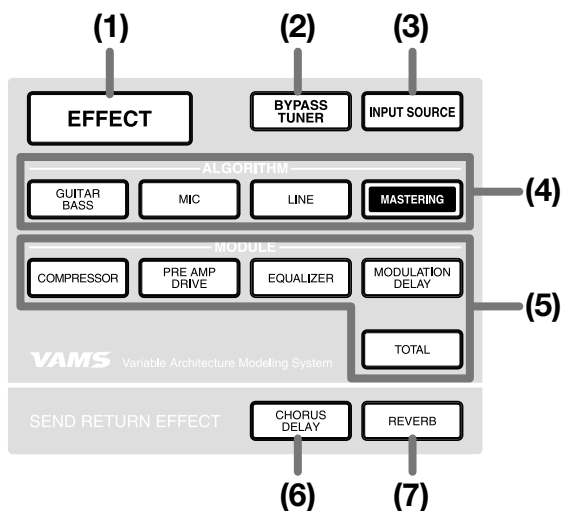 (1) (2) (3)
EFFECT
BYPASS
TUNER
INPUT SOURCE
ALGORITHM
GUITAR
BASS
MIC
LINE
MASTERING
(4)
MODULE
COMPRESSOR
PRE AMP
DRIVE
EQUALIZER
MODULATION
DELAY
(5)
TOTAL
VAMS Variable Architecture Modeling System
SEND RETURN EFFECT
CHORUS
DELAY
REVERB
(6) (7)